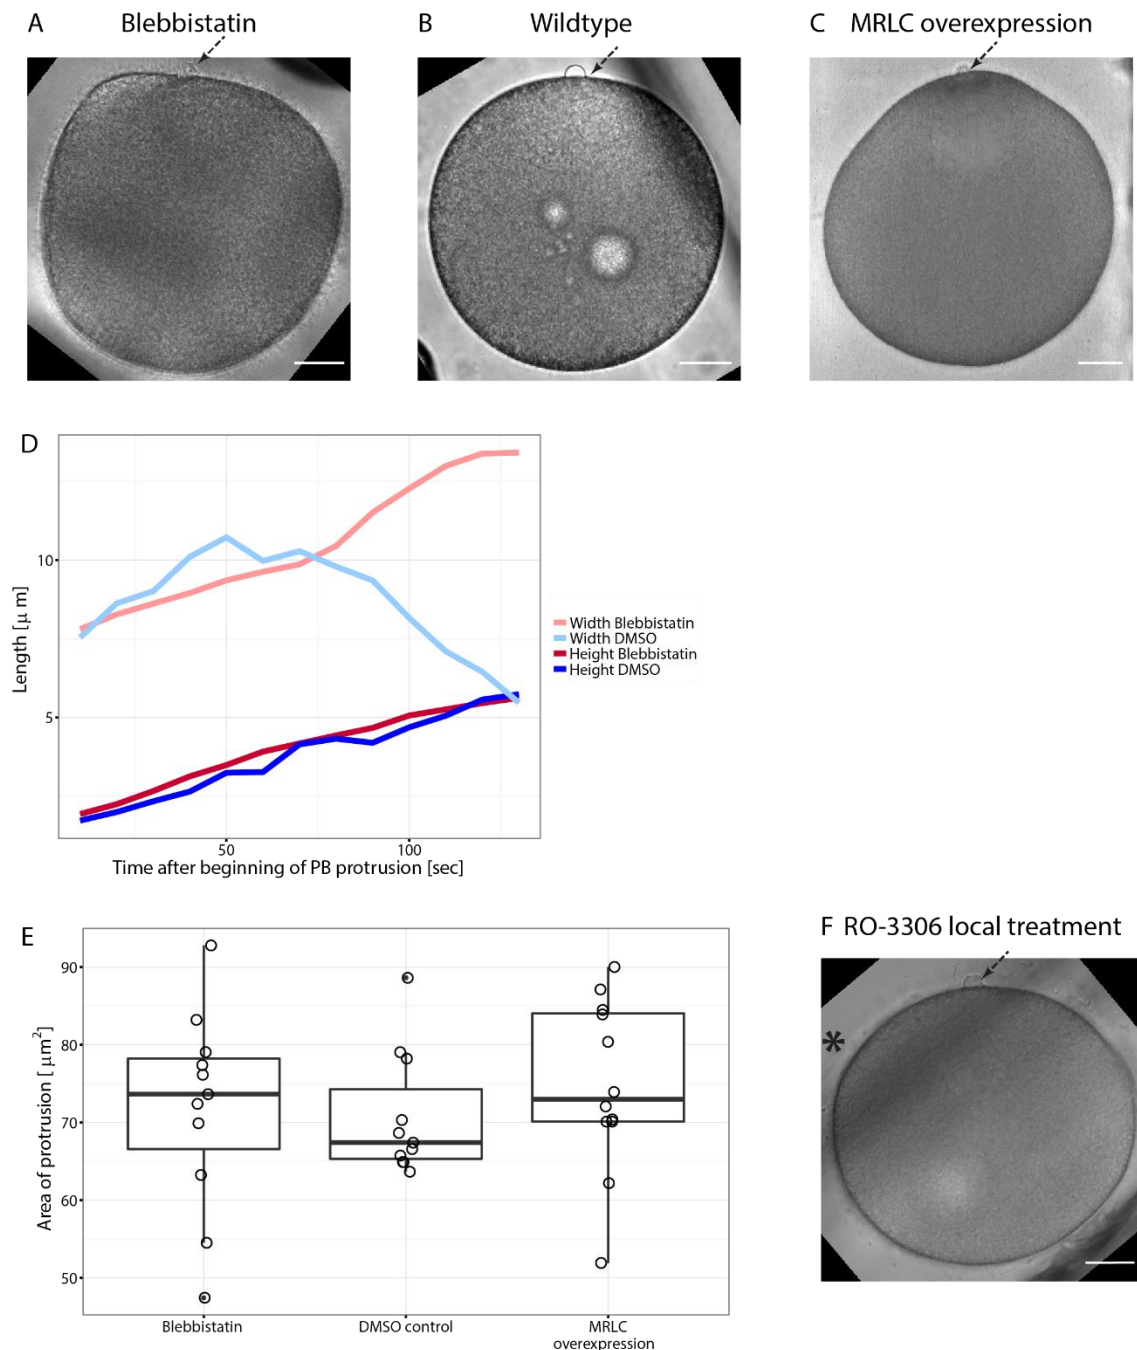 A Blebbistatin
B Wildtype
C MRLC overexpression
D
10
5
Length [μ m]
50
100
Time after beginning of PB protrusion [sec]
Width Blebbistatin
Width DMSO
Height Blebbistatin
Height DMSO
E
90
80
70
60
50
Area of protrusion [ μm²]
Blebbistatin
DMSO control
MRLC
overexpression
F RO-3306 local treatment
*